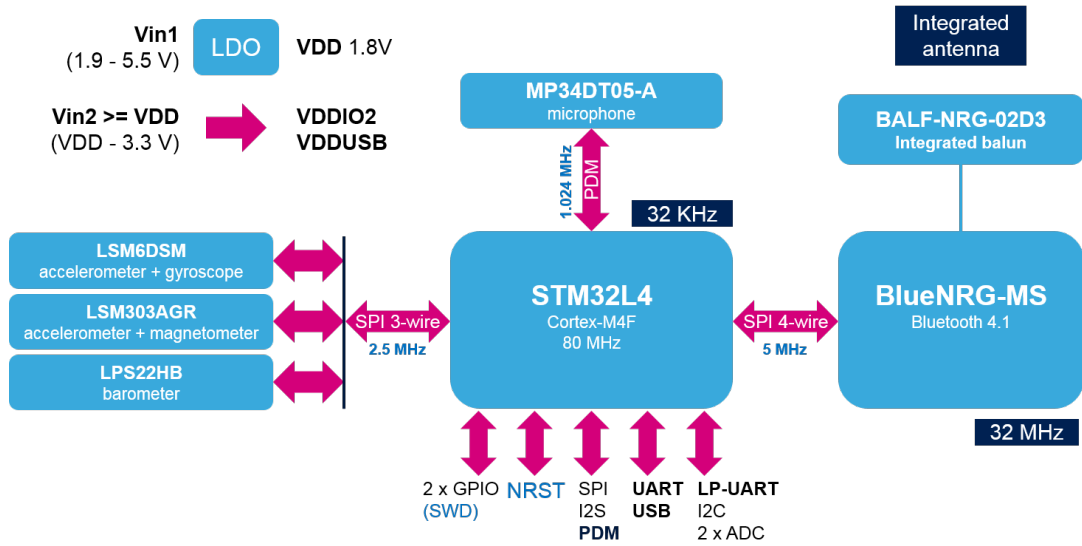 Vin1
(1.9 - 5.5 V)
LDO
VDD 1.8V
Integrated
antenna
Vin2 >= VDD
(VDD - 3.3 V)
VDDIO2
VDDUSB
MP34DT05-A
microphone
BALF-NRG-02D3
Integrated balun
1.024 MHz
PDM
32 KHz
LSM6DSM
accelerometer + gyroscope
LSM303AGR
accelerometer + magnetometer
LPS22HB
barometer
SPI 3-wire
2.5 MHz
STM32L4
Cortex-M4F
80 MHz
SPI 4-wire
5 MHz
BlueNRG-MS
Bluetooth 4.1
32 MHz
2 x GPIO
(SWD)
NRST
SPI
I2S
PDM
UART
USB
LP-UART
I2C
2 x ADC